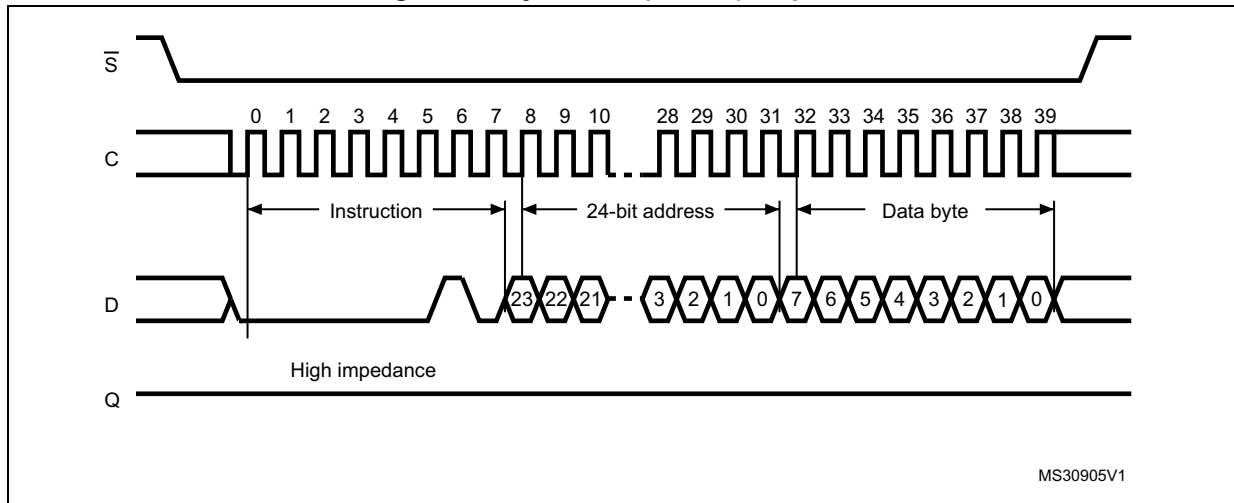 S
0 1 2 3 4 5 6 7 8 9 10 28 29 30 31 32 33 34 35 36 37 38 39
C
Instruction 24-bit address Data byte
D 23 22 21 3 2 1 0 7 6 5 4 3 2 1 0
High impedance
Q
MS30905V1